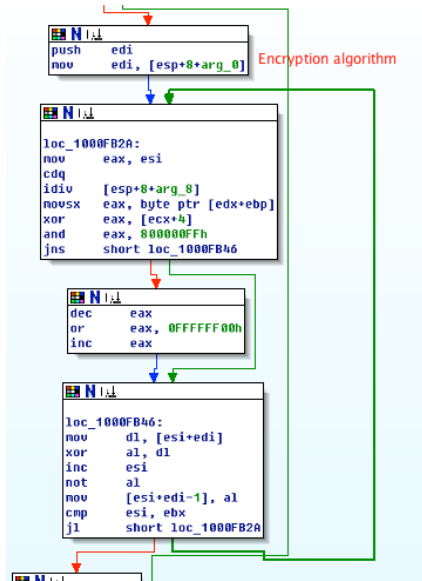 push    edi
mov     edi, [esp+8+arg_0]
Encryption algorithm
loc_1000FB2A:
mov     eax, esi
cdq
idiv    [esp+8+arg_8]
movsx   eax, byte ptr [edx+ebp]
xor     eax, [ecx+4]
and     eax, 800000FFh
jns     short loc_1000FB46
dec     eax
or      eax, 0FFFFFF00h
inc     eax
loc_1000FB46:
mov     dl, [esi+edi]
xor     al, dl
inc     esi
not     al
mov     [esi+edi-1], al
cmp     esi, ebx
jl      short loc_1000FB2A